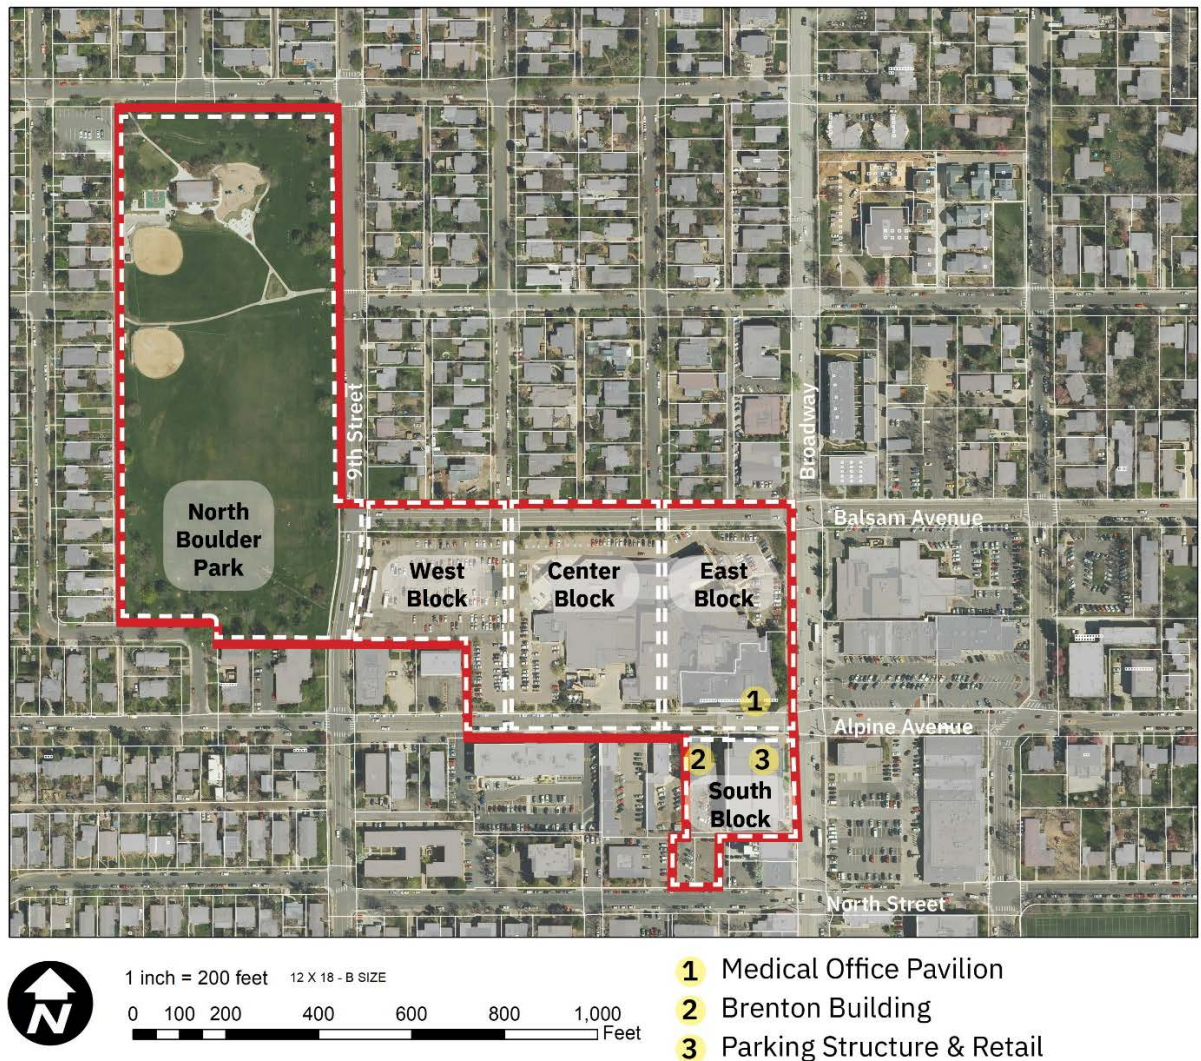 9th Street
Broadway
North
Boulder
Park
Balsam Avenue
West
Block
Center
Block
East
Block
1
Alpine Avenue
2
3
South
Block
North Street
N
1 inch = 200 feet
12 X 18 - B SIZE
0 100 200 400 600 800 1,000
Feet
1 Medical Office Pavilion
2 Brenton Building
3 Parking Structure & Retail